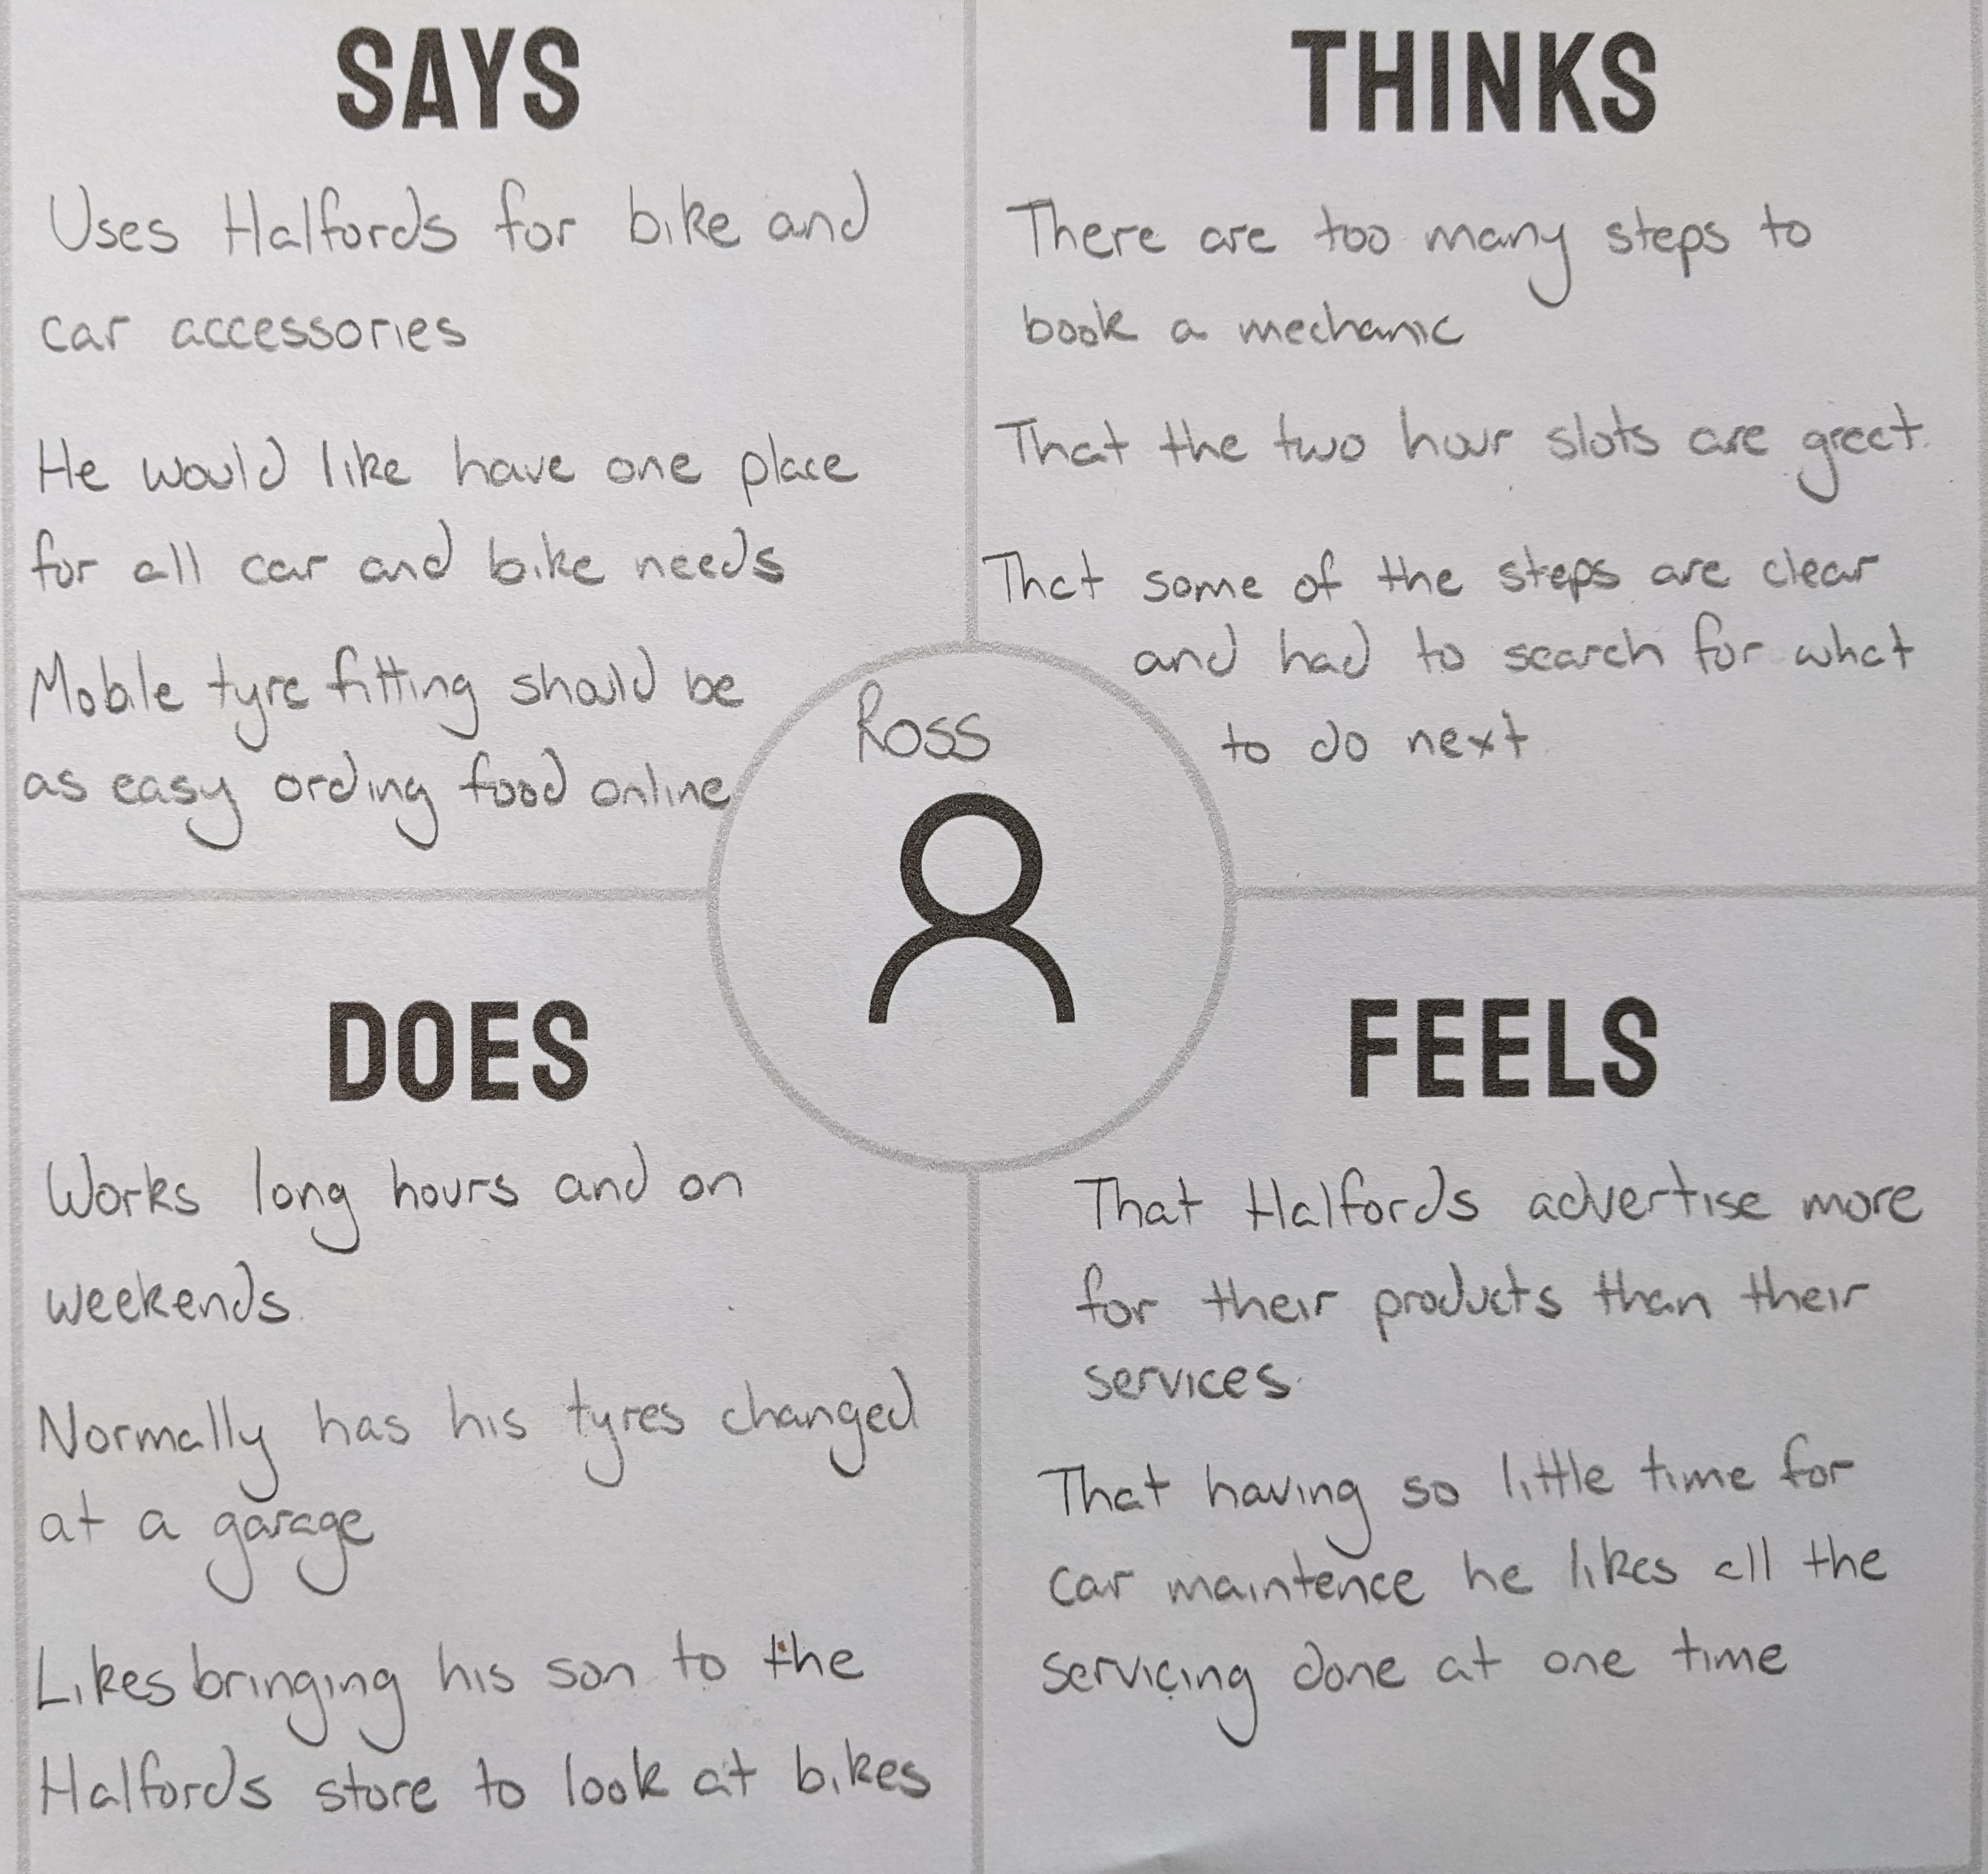 SAYS
Uses Halfords for bike and
car accessories
He would like have one place
for all car and bike needs
Mobile tyre fitting should be
as easy ording food online
THINKS
There are too many steps to
book a mechanic
That the two hour slots are great.
That some of the steps are clear
and had to search for what
to do next
Ross
DOES
Works long hours and on
weekends.
Normally has his tyres changed
at a garage
Likes bringing his son to the
Halfords store to look at bikes
FEELS
That Halfords advertise more
for their products than their
services.
That having so little time for
car maintence he likes all the
servicing done at one time